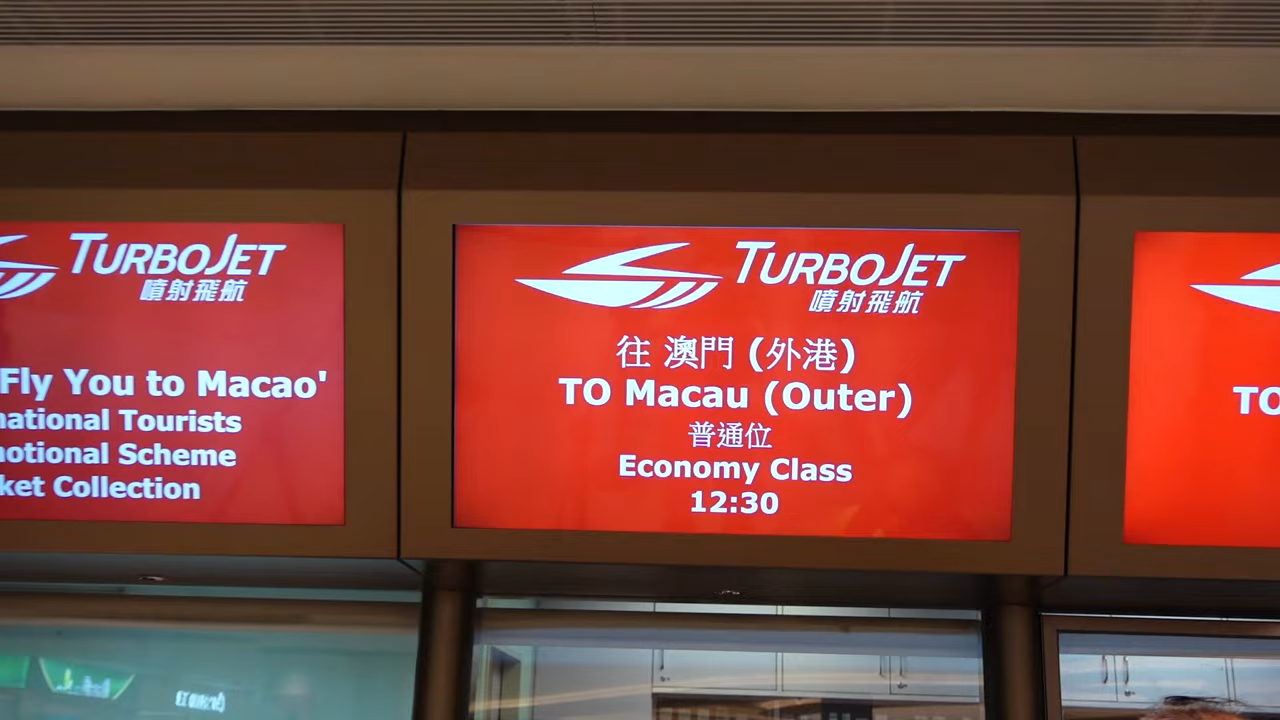 TURBOJET
噴射飛航
Fly You to Macao'
national Tourists
notional Scheme
ket Collection
TURBOJET
噴射飛航
往 澳門 (外港)
TO Macau (Outer)
普通位
Economy Class
12:30
TO